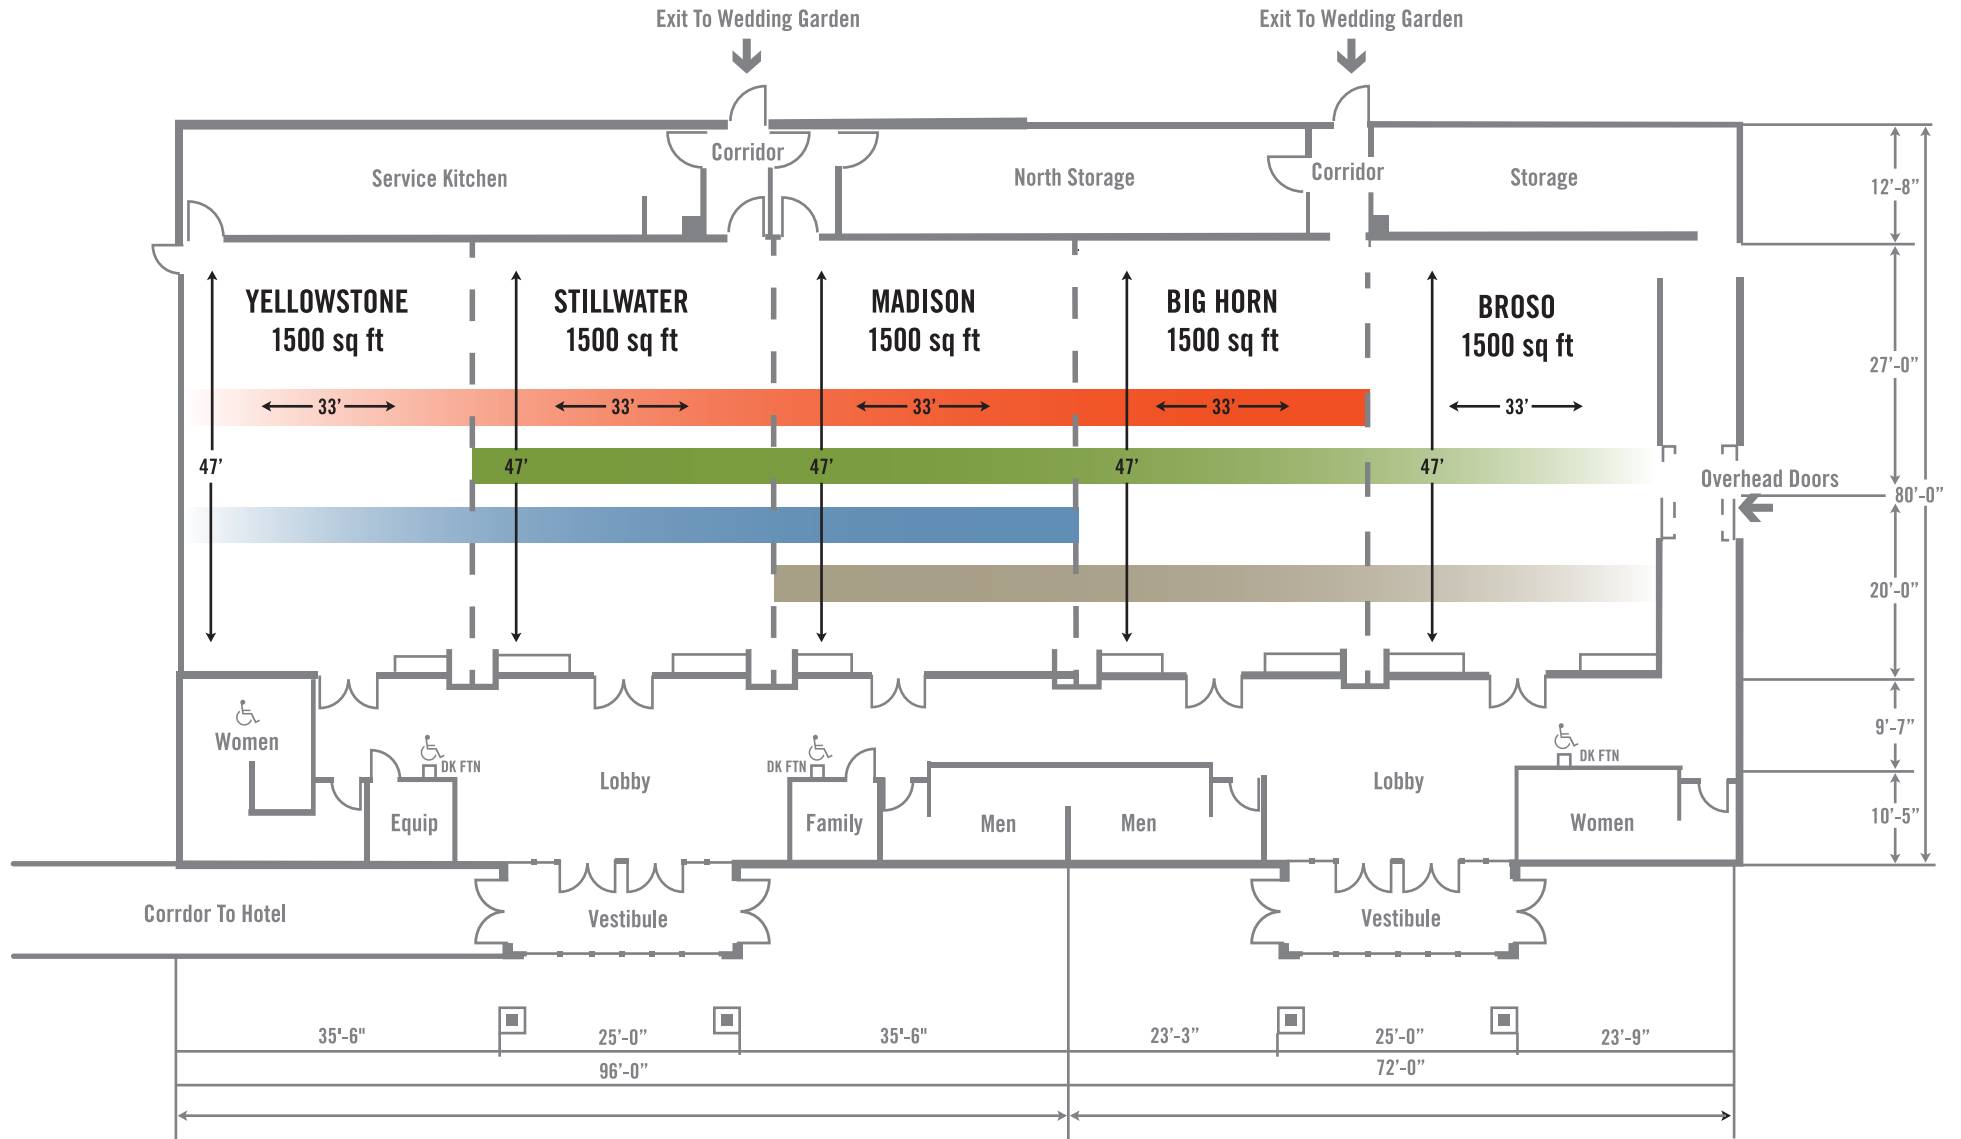 Exit To Wedding Garden
Exit To Wedding Garden
Corridor
Service Kitchen
North Storage
Corridor
Storage
12’-8”
YELLOWSTONE
1500 sq ft
STILLWATER
1500 sq ft
MADISON
1500 sq ft
BIG HORN
1500 sq ft
BROSO
1500 sq ft
27’-0”
33’
33’
33’
33’
33’
47’
47’
47’
47’
47’
Overhead Doors
80’-0”
20’-0”
Women
DK FTN
Lobby
DK FTN
Lobby
DK FTN
9’-7”
Equip
Family
Men
Men
Women
10’-5”
Corrdor To Hotel
Vestibule
Vestibule
35'-6"
25’-0”
35’-6”
23’-3”
25’-0”
23’-9”
96’-0”
72’-0”